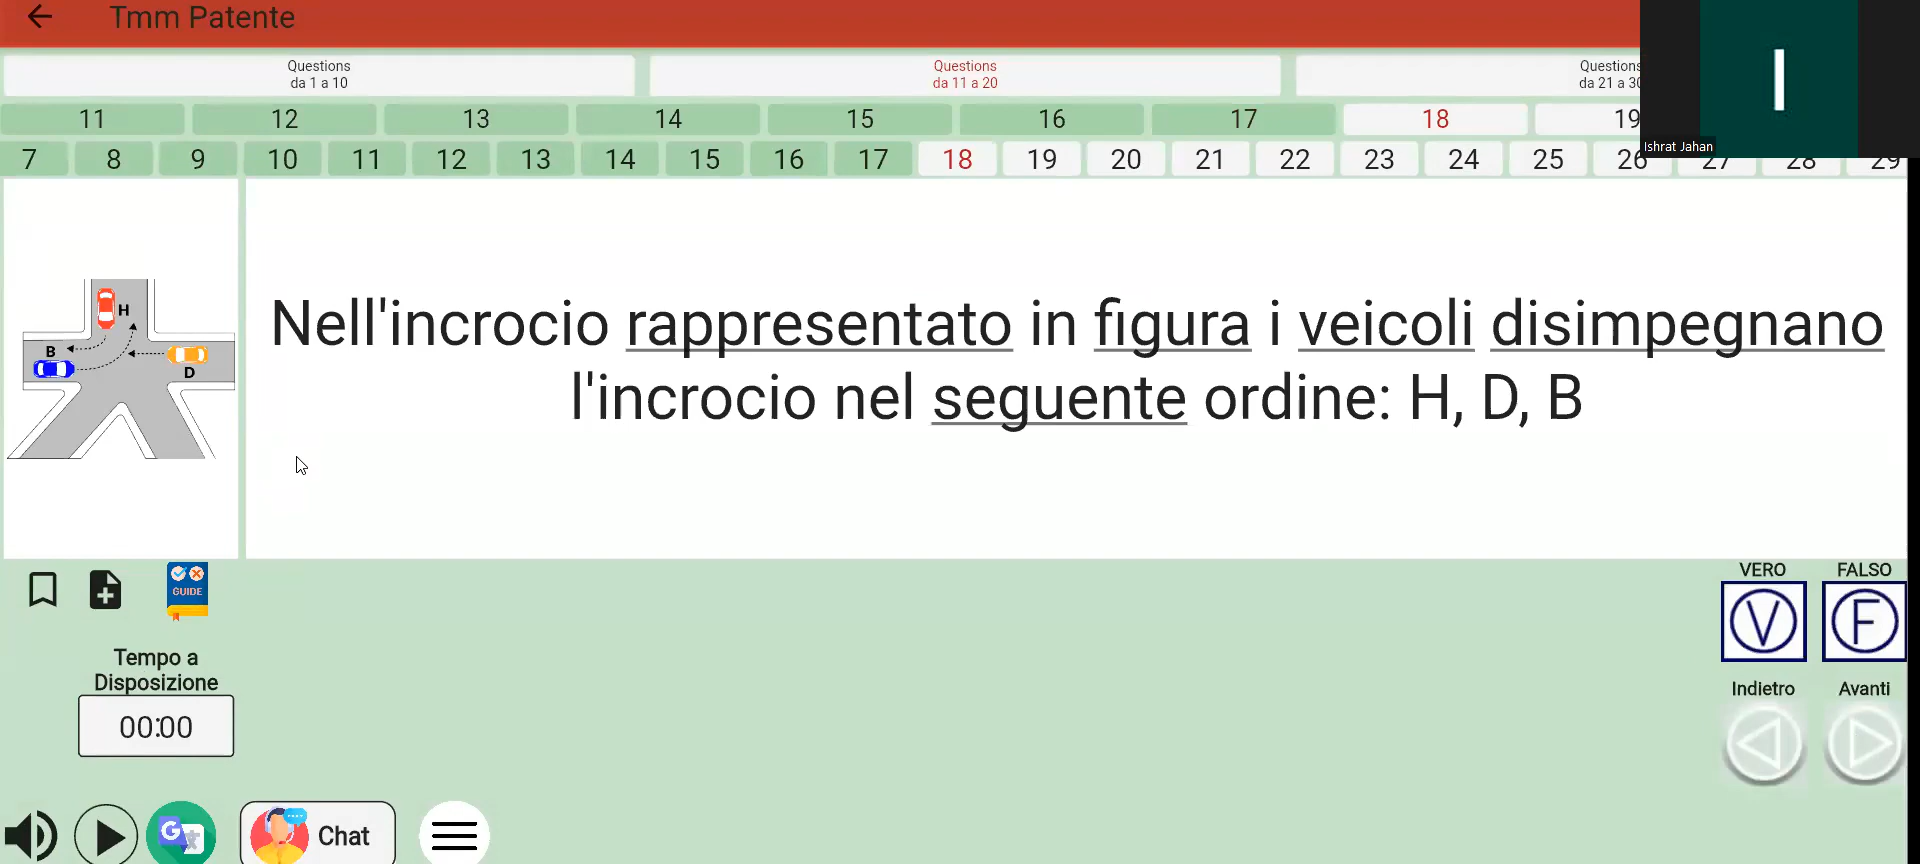 Tmm Patente
Questions
da 1 a 10
Questions
da 11 a 20
Questions
da 21 a 30
11 12 13 14 15 16 17 18 19
7 8 9 10 11 12 13 14 15 16 17 18 19 20 21 22 23 24 25 26 27 28 29
I
Ishrat Jahan
H
B
D
Nell'incrocio rappresentato in figura i veicoli disimpegnano
l'incrocio nel seguente ordine: H, D, B
GUIDE
VERO FALSO
V F
Tempo a
Disposizione
00:00
Indietro Avanti
G
Chat